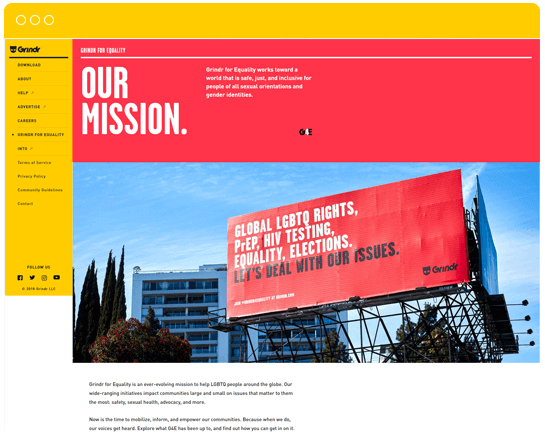 Grindr
DOWNLOAD
ABOUT
HELP ↗
ADVERTISE ↗
CAREERS
GRINDR FOR EQUALITY
INTO ↗
Terms of Service
Privacy Policy
Community Guidelines
Contact
FOLLOW US
© 2018 Grindr LLC
GRINDR FOR EQUALITY
OUR
MISSION.
Grindr for Equality works toward a
world that is safe, just, and inclusive for
people of all sexual orientations and
gender identities.
G4E
GLOBAL LGBTQ RIGHTS,
PrEP, HIV TESTING,
EQUALITY, ELECTIONS.
LET'S DEAL WITH OUR ISSUES.
Grindr
Grindr for Equality is an ever-evolving mission to help LGBTQ people around the globe. Our
wide-ranging initiatives impact communities large and small on issues that matter to them
the most: safety, sexual health, advocacy, and more.
Now is the time to mobilize, inform, and empower our communities. Because when we do,
our voices get heard. Explore what G4E has been up to, and find out how you can get in on it.